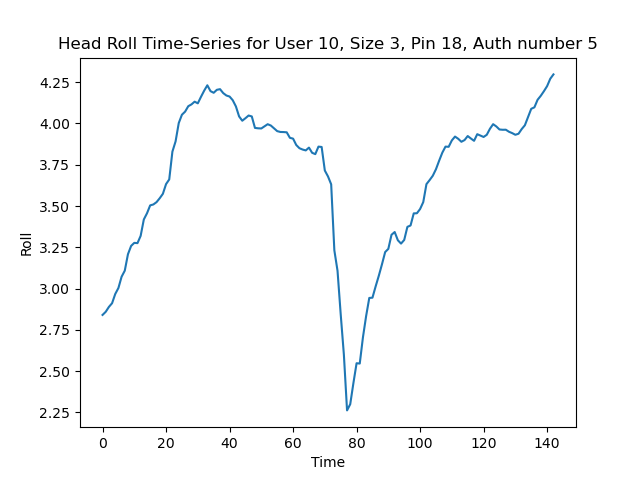 Head Roll Time-Series for User 10, Size 3, Pin 18, Auth number 5
4.25
4.00
3.75
3.50
3.25
3.00
2.75
2.50
2.25
Roll
0 20 40 60 80 100 120 140
Time